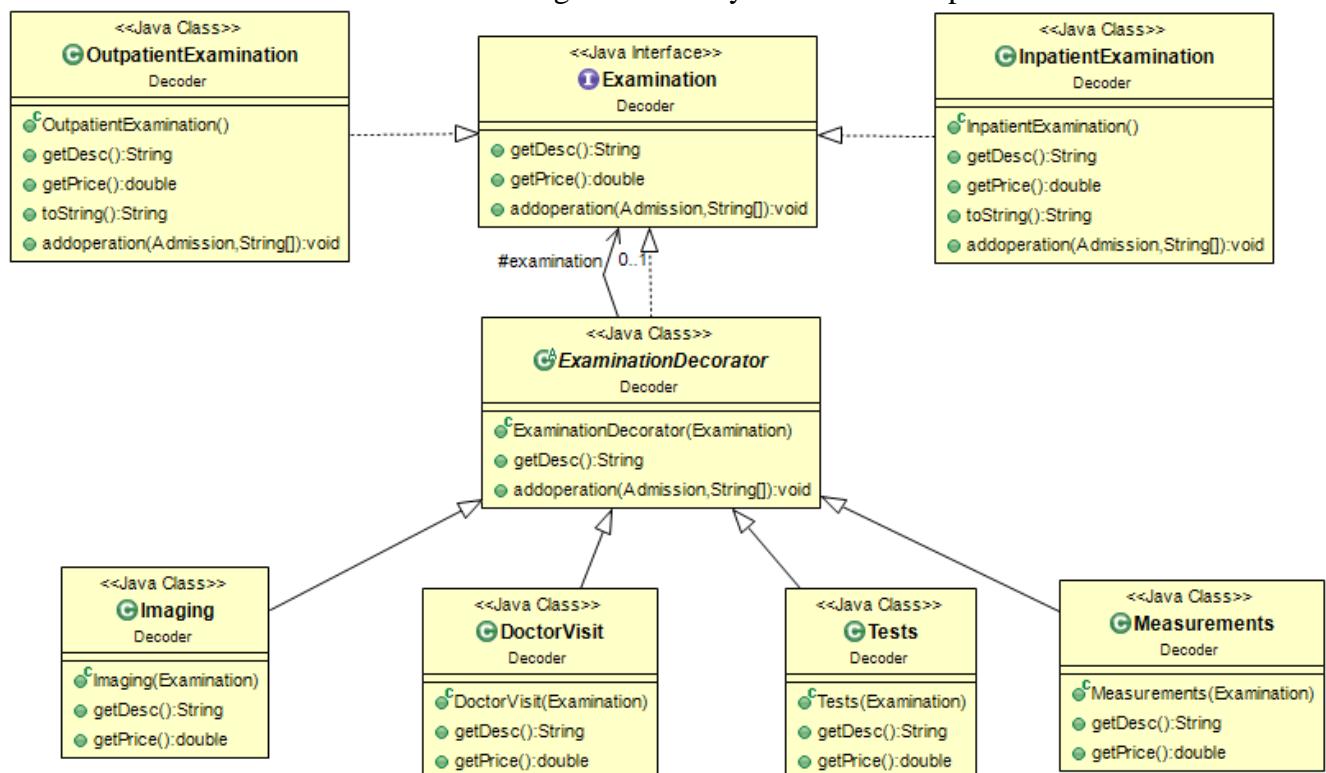 <<Java Class>>
OutpatientExamination
Decoder
OutpatientExamination()
getDesc():String
getPrice():double
toString():String
addoperation(Admission,String[]):void
<<Java Interface>>
Examination
Decoder
getDesc():String
getPrice():double
addoperation(Admission,String[]):void
<<Java Class>>
InpatientExamination
Decoder
InpatientExamination()
getDesc():String
getPrice():double
toString():String
addoperation(Admission,String[]):void
#examination 0..1
<<Java Class>>
ExaminationDecorator
Decoder
ExaminationDecorator(Examination)
getDesc():String
addoperation(Admission,String[]):void
<<Java Class>>
Imaging
Decoder
Imaging(Examination)
getDesc():String
getPrice():double
<<Java Class>>
DoctorVisit
Decoder
DoctorVisit(Examination)
getDesc():String
getPrice():double
<<Java Class>>
Tests
Decoder
Tests(Examination)
getDesc():String
getPrice():double
<<Java Class>>
Measurements
Decoder
Measurements(Examination)
getDesc():String
getPrice():double